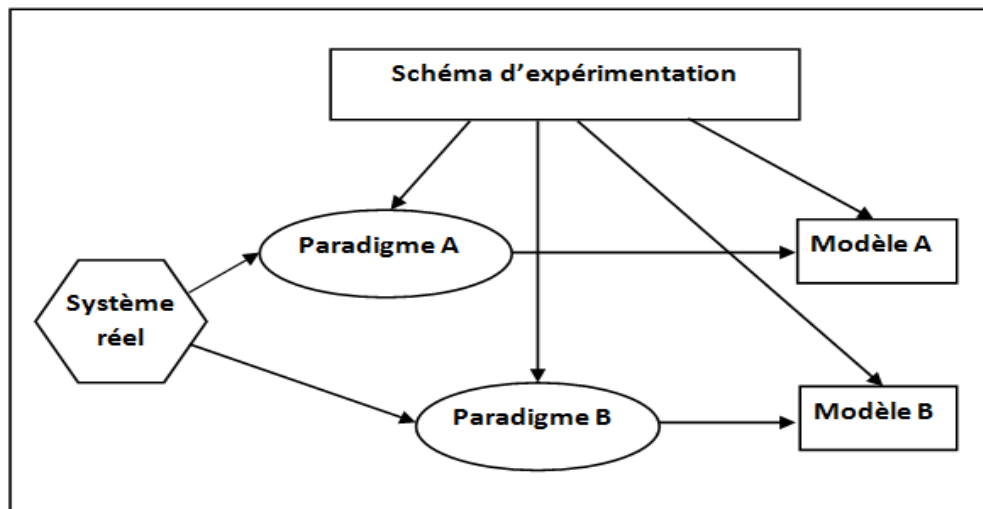 Schéma d'expérimentation
Paradigme A
Modèle A
Système
réel
Paradigme B
Modèle B